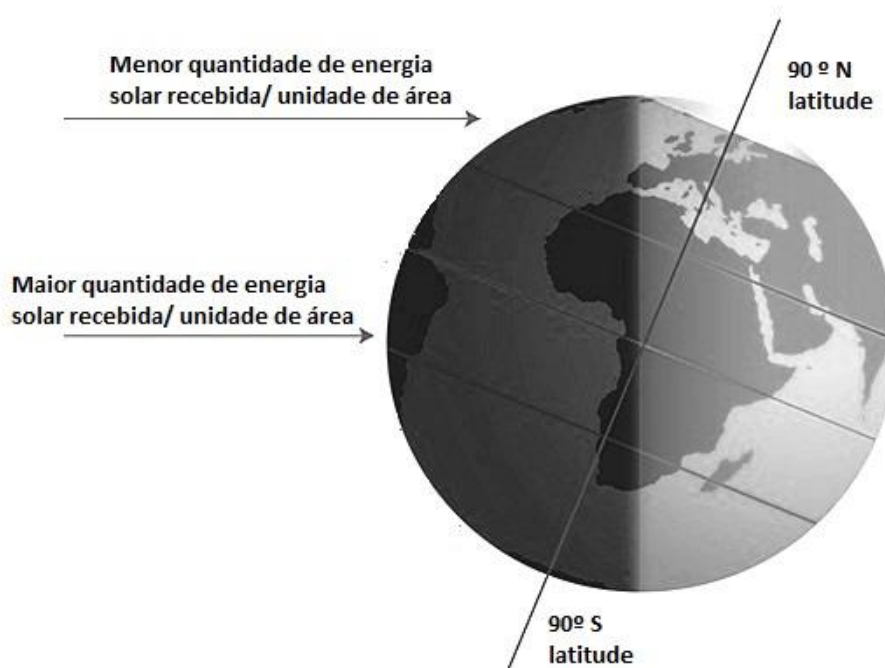 Menor quantidade de energia
solar recebida/ unidade de área
90 º N
latitude
Maior quantidade de energia
solar recebida/ unidade de área
90º S
latitude